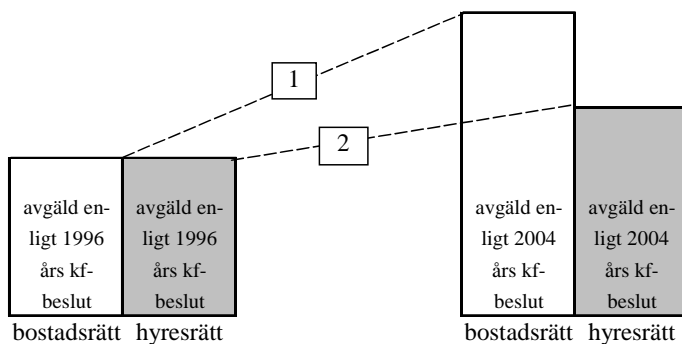 1
2
avgäld en-
ligt 1996
års kf-
beslut
avgäld en-
ligt 1996
års kf-
beslut
avgäld en-
ligt 2004
års kf-
beslut
avgäld en-
ligt 2004
års kf-
beslut
bostadsrätt hyresrätt
bostadsrätt hyresrätt